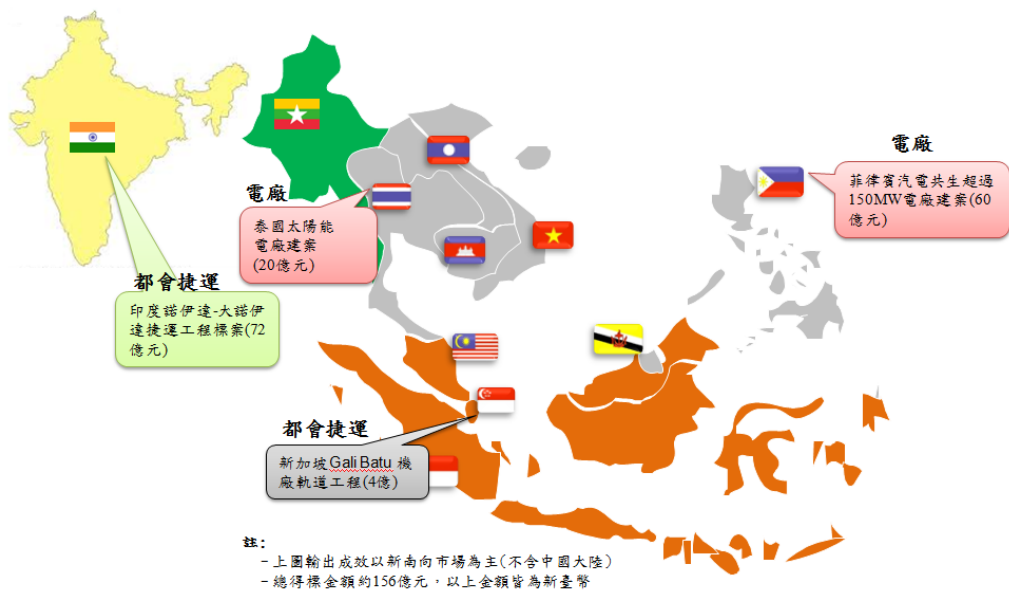 電廠
菲律賓汽電共生超過
150MW電廠建案(60
億元)
電廠
泰國太陽能
電廠建案
(20億元)
都會捷運
印度諾伊達-大諾伊
達捷運工程標案(72
億元)
都會捷運
新加坡Gali Batu 機
廠軌道工程(4億)
註:
-上圖輸出成效以新南向市場為主(不含中國大陸)
-總得標金額約156億元，以上金額皆為新臺幣